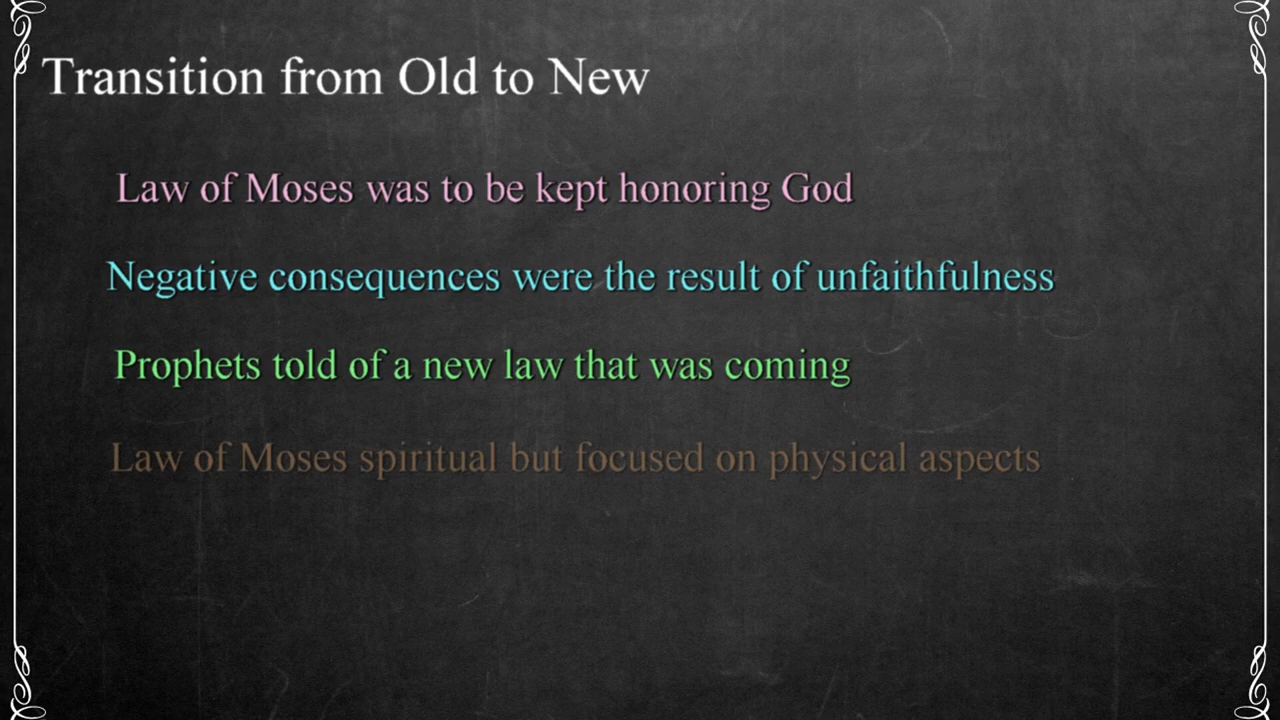 Transition from Old to New
Law of Moses was to be kept honoring God
Negative consequences were the result of unfaithfulness
Prophets told of a new law that was coming
Law of Moses spiritual but focused on physical aspects